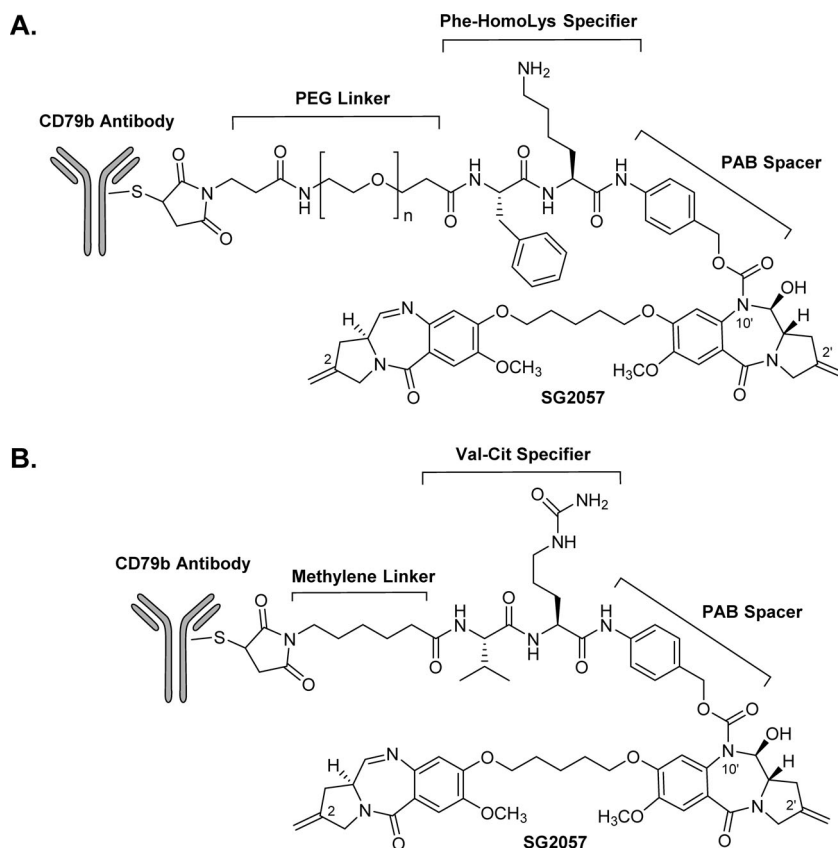 A.
Phe-HomoLys Specifier
NH2
PEG Linker
CD79b Antibody
PAB Spacer
O
O
H
N
O
H
N
S
N
N
H
O
N
H
O
n
O
O
O
O
O
OH
H
N
O
O
N
10'
H
2
N
OCH3
H3CO
N
2'
O
SG2057
O
B.
Val-Cit Specifier
O
NH2
NH
CD79b Antibody
Methylene Linker
PAB Spacer
O
H
N
O
H
N
S
N
N
H
O
O
O
O
O
OH
H
N
O
O
N
10'
H
2
N
OCH3
H3CO
N
2'
O
SG2057
O